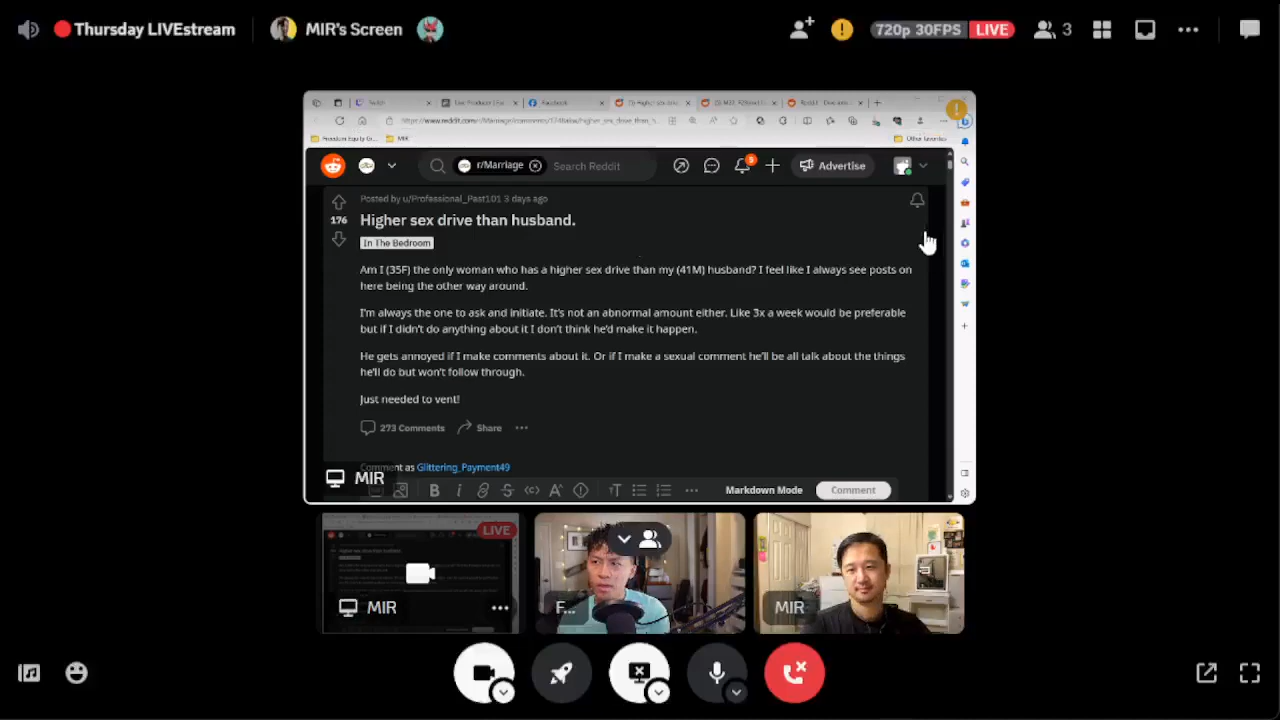 Thursday LIVEstream
MIR's Screen
720p 30FPS LIVE
3
Twitch
Facebook
Other favorites
MIR
r/Marriage
Search Reddit
9
Advertise
Posted by u/Professional_Past101 3 days ago
176
Higher sex drive than husband.
In The Bedroom
Am I (35F) the only woman who has a higher sex drive than my (41M) husband? I feel like I always see posts on
here being the other way around.
I'm always the one to ask and initiate. It's not an abnormal amount either. Like 3x a week would be preferable
but if I didn't do anything about it I don't think he'd make it happen.
He gets annoyed if I make comments about it. Or if I make a sexual comment he'll be all talk about the things
he'll do but won't follow through.
Just needed to vent!
273 Comments
Share
Comment as Glittering_Payment49
MIR
Markdown Mode
Comment
LIVE
MIR
F...
MIR